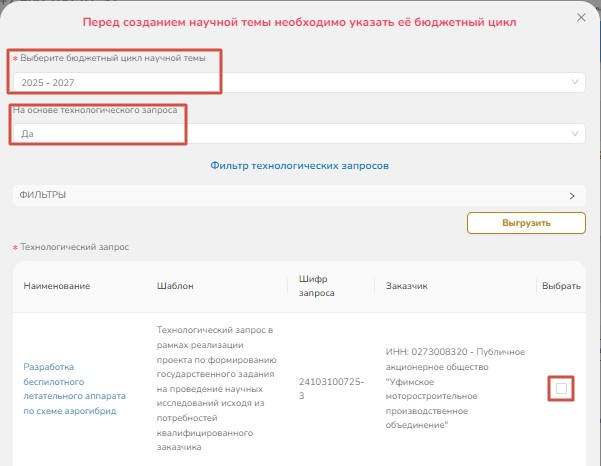 Перед созданием научной темы необходимо указать её бюджетный цикл
* Выберите бюджетный цикл научной темы
2025 - 2027
На основе технологического запроса
Да
Фильтр технологических запросов
ФИЛЬТРЫ
Выгрузить
* Технологический запрос
Наименование
Шаблон
Шифр
запроса
Заказчик
Выбрать
Разработка
беспилотного
летательного аппарата
по схеме аэрогибрид
Технологический запрос в
рамках реализации
проекта по формированию
государственного задания
на проведение научных
исследований исходя из
потребностей
квалифицированного
заказчика
24103100725-
3
ИНН: 0273008320 - Публичное
акционерное общество
"Уфимское
моторостроительное
производственное
объединение"